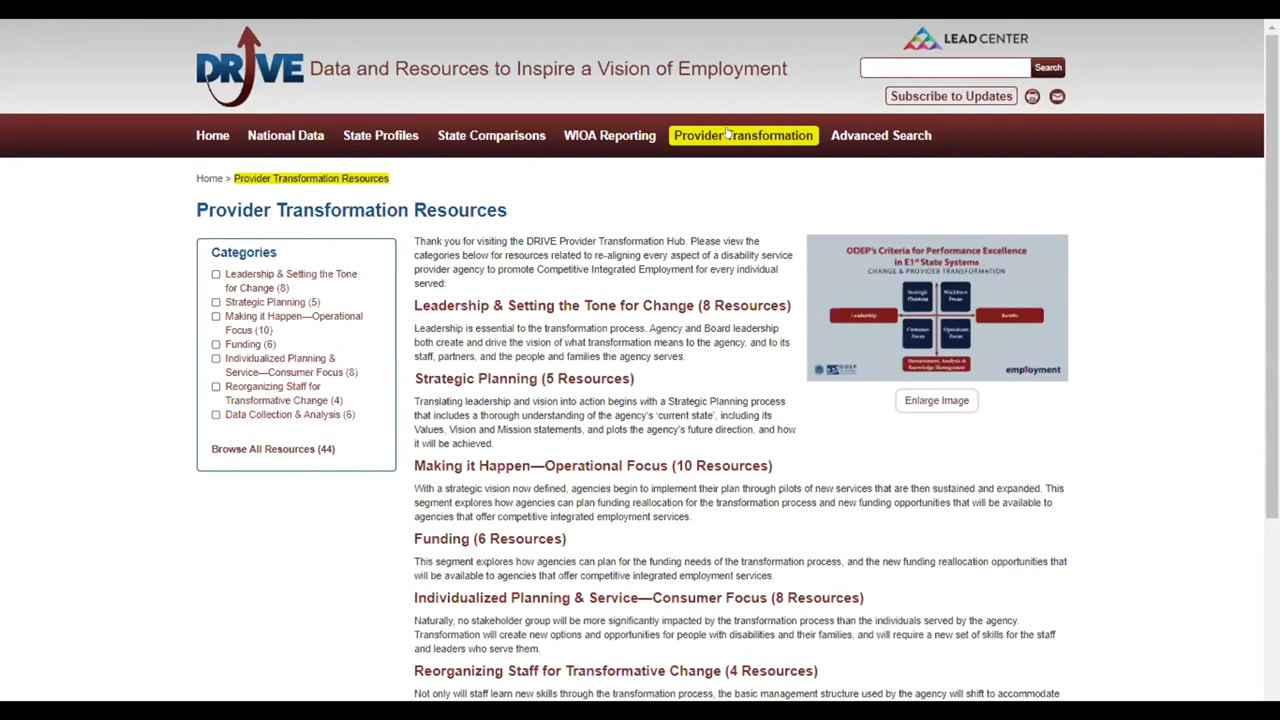 DRIVE
Data and Resources to Inspire a Vision of Employment
LEAD CENTER
Search
Subscribe to Updates
Home National Data State Profiles State Comparisons WIOA Reporting Provider Transformation Advanced Search
Home > Provider Transformation Resources
Provider Transformation Resources
Categories
Leadership & Setting the Tone
for Change (8)
Strategic Planning (5)
Making it Happen—Operational
Focus (10)
Funding (6)
Individualized Planning &
Service—Consumer Focus (8)
Reorganizing Staff for
Transformative Change (4)
Data Collection & Analysis (6)
Browse All Resources (44)
Thank you for visiting the DRIVE Provider Transformation Hub. Please view the
categories below for resources related to re-aligning every aspect of a disability service
provider agency to promote Competitive Integrated Employment for every individual
served:
Leadership & Setting the Tone for Change (8 Resources)
Leadership is essential to the transformation process. Agency and Board leadership
both create and drive the vision of what transformation means to the agency, and to its
staff, partners, and the people and families the agency serves.
Strategic Planning (5 Resources)
Translating leadership and vision into action begins with a Strategic Planning process
that includes a thorough understanding of the agency's 'current state', including its
Values, Vision and Mission statements, and plots the agency's future direction, and how
it will be achieved.
ODEP's Criteria for Performance Excellence
in E1st State Systems
CHANGE & PROVIDER TRANSFORMATION
Strategic
Planning
Workforce
Focus
Leadership
Results
Consumer
Focus
Operations
Focus
Measurement, Analysis &
Knowledge Management
ODEP
employment
Enlarge Image
Making it Happen—Operational Focus (10 Resources)
With a strategic vision now defined, agencies begin to implement their plan through pilots of new services that are then sustained and expanded. This
segment explores how agencies can plan funding reallocation for the transformation process and new funding opportunities that will be available to
agencies that offer competitive integrated employment services.
Funding (6 Resources)
This segment explores how agencies can plan for the funding needs of the transformation process, and the new funding reallocation opportunities that
will be available to agencies that offer competitive integrated employment services.
Individualized Planning & Service—Consumer Focus (8 Resources)
Naturally, no stakeholder group will be more significantly impacted by the transformation process than the individuals served by the agency.
Transformation will create new options and opportunities for people with disabilities and their families, and will require a new set of skills for the staff
and leaders who serve them.
Reorganizing Staff for Transformative Change (4 Resources)
Not only will staff learn new skills through the transformation process, the basic management structure used by the agency will shift to accommodate